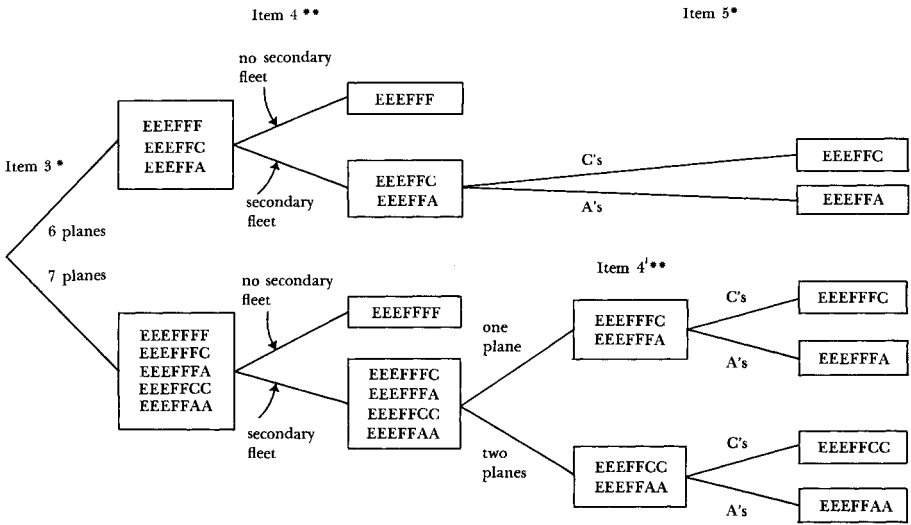 Item 4 **
Item 5*
no secondary
fleet
EEEFFF
EEEFFF
EEEFFC
EEEFFA
Item 3 *
C's
EEEFFC
EEEFFC
EEEFFA
A's
EEEFFA
secondary
fleet
6 planes
7 planes
Item 4'**
no secondary
fleet
EEEFFFF
C's
EEEFFFC
EEEFFFC
EEEFFFA
one
plane
A's
EEEFFFA
EEEFFFF
EEEFFFC
EEEFFFA
EEEFFCC
EEEFFAA
EEEFFFC
EEEFFFA
EEEFFCC
EEEFFAA
secondary
fleet
two
planes
C's
EEEFFCC
EEEFFCC
EEEFFAA
A's
EEEFFAA